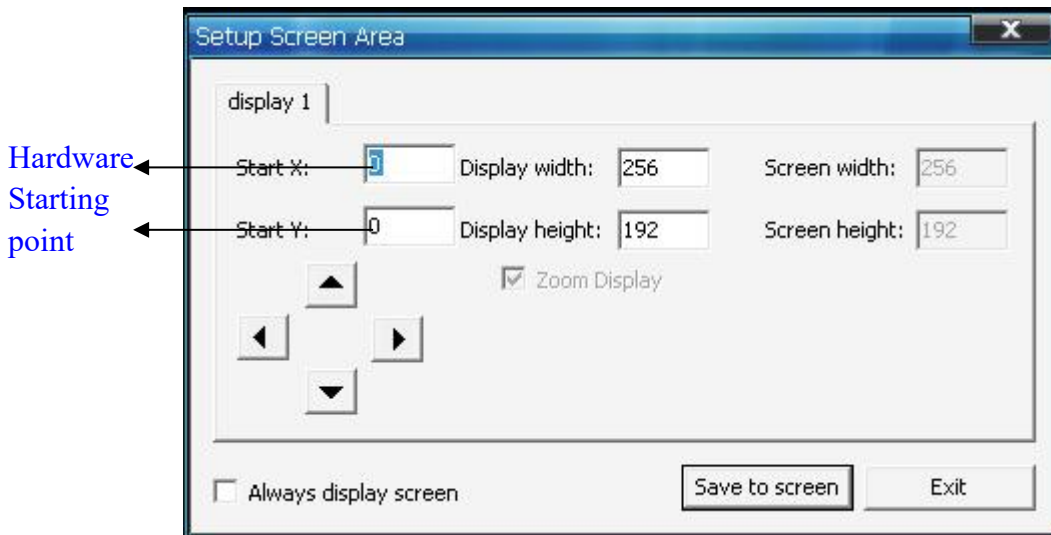 Setup Screen Area
X
display 1
Hardware
Starting
point
Start X: 0 Display width: 256 Screen width: 256
Start Y: 0 Display height: 192 Screen height: 192
Zoom Display
Always display screen
Save to screen
Exit